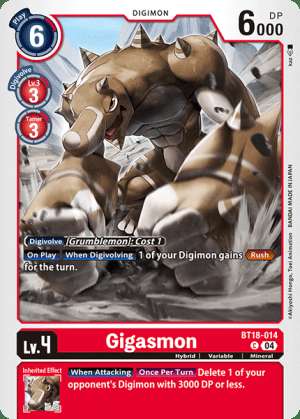 DIGIMON
Play
6
6000
DP
Digivolve
Lv.3
3
Tamer
3
Digivolve [Grumblemon]: Cost 1
On Play When Digivolving 1 of your Digimon gains Rush
for the turn.
©Akiyoshi Hongo, Toei Animation BANDAI MADE IN JAPAN
BT18-014
Lv.4
Gigasmon
C 04
Hybrid Variable Mineral
Inherited Effect
When Attacking Once Per Turn Delete 1 of your
opponent's Digimon with 3000 DP or less.